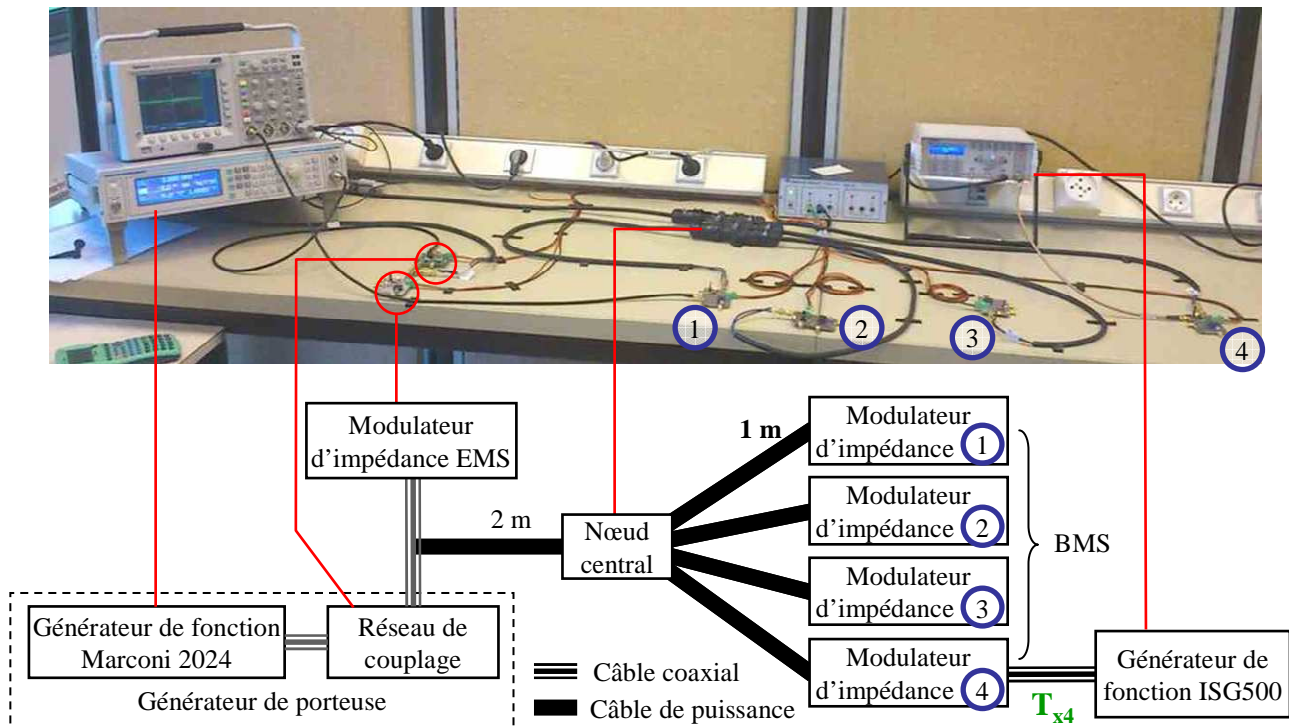 1
2
3
4
Modulateur
d’impédance EMS
2 m
1 m
Nœud
central
Modulateur
d’impédance 1
Modulateur
d’impédance 2
Modulateur
d’impédance 3
Modulateur
d’impédance 4
BMS
Générateur de fonction
Marconi 2024
Réseau de
couplage
Générateur de porteuse
Câble coaxial
Câble de puissance
Tx4
Générateur de
fonction ISG500